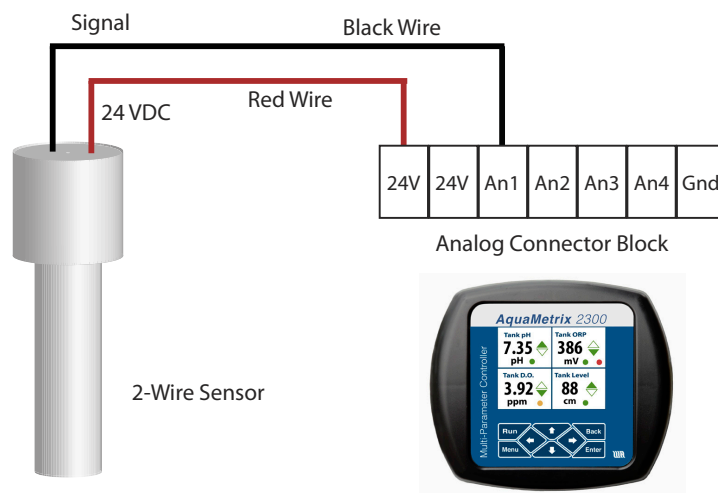 Signal
Black Wire
Red Wire
24 VDC
24V 24V An1 An2 An3 An4 Gnd
Analog Connector Block
2-Wire Sensor
AquaMetrix 2300
Multi-Parameter Controller
Tank pH
7.35
pH
Tank ORP
386
mV
Tank D.O.
3.92
ppm
Tank Level
88
cm
Run
Back
Menu
Enter